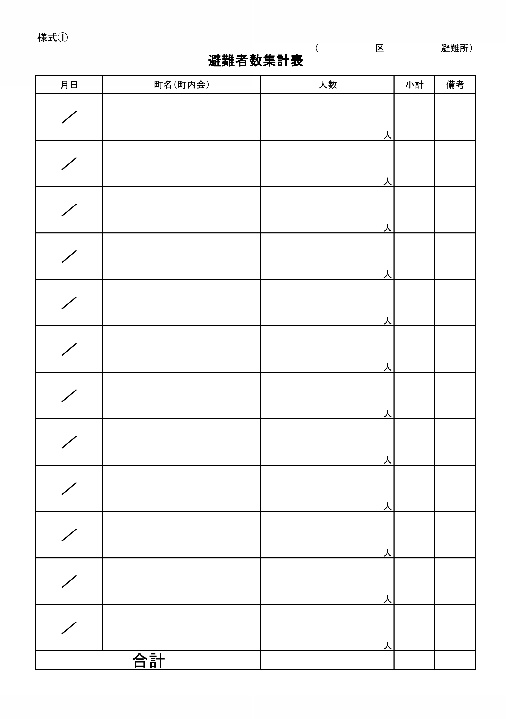 様式①
( 区 避難所)
避難者数集計表
月日 町名(町内会) 人数 小計 備考
／ 人
／ 人
／ 人
／ 人
／ 人
／ 人
／ 人
／ 人
／ 人
／ 人
／ 人
／ 人
合計